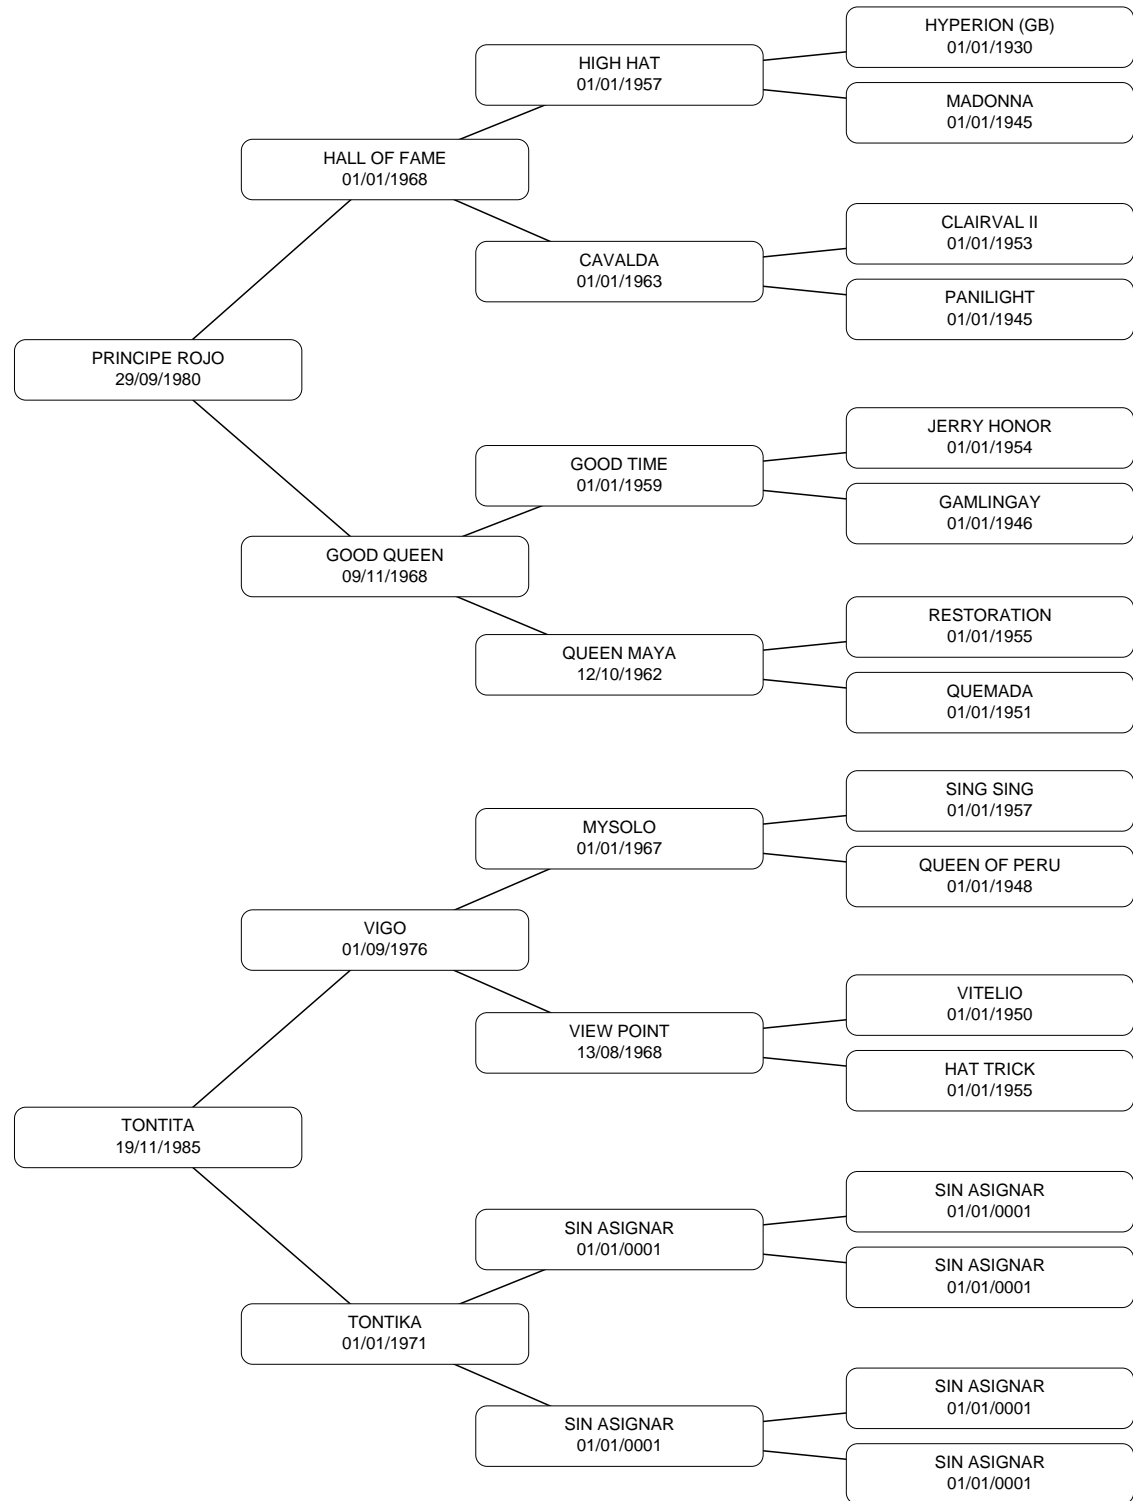 HYPERION (GB)
01/01/1930
HIGH HAT
01/01/1957
MADONNA
01/01/1945
HALL OF FAME
01/01/1968
CLAIRVAL II
01/01/1953
CAVALDA
01/01/1963
PANILIGHT
01/01/1945
PRINCIPE ROJO
29/09/1980
JERRY HONOR
01/01/1954
GOOD TIME
01/01/1959
GAMLINGAY
01/01/1946
GOOD QUEEN
09/11/1968
RESTORATION
01/01/1955
QUEEN MAYA
12/10/1962
QUEMADA
01/01/1951
SING SING
01/01/1957
MYSOLO
01/01/1967
QUEEN OF PERU
01/01/1948
VIGO
01/09/1976
VITELIO
01/01/1950
VIEW POINT
13/08/1968
HAT TRICK
01/01/1955
TONTITA
19/11/1985
SIN ASIGNAR
01/01/0001
SIN ASIGNAR
01/01/0001
SIN ASIGNAR
01/01/0001
TONTIKA
01/01/1971
SIN ASIGNAR
01/01/0001
SIN ASIGNAR
01/01/0001
SIN ASIGNAR
01/01/0001